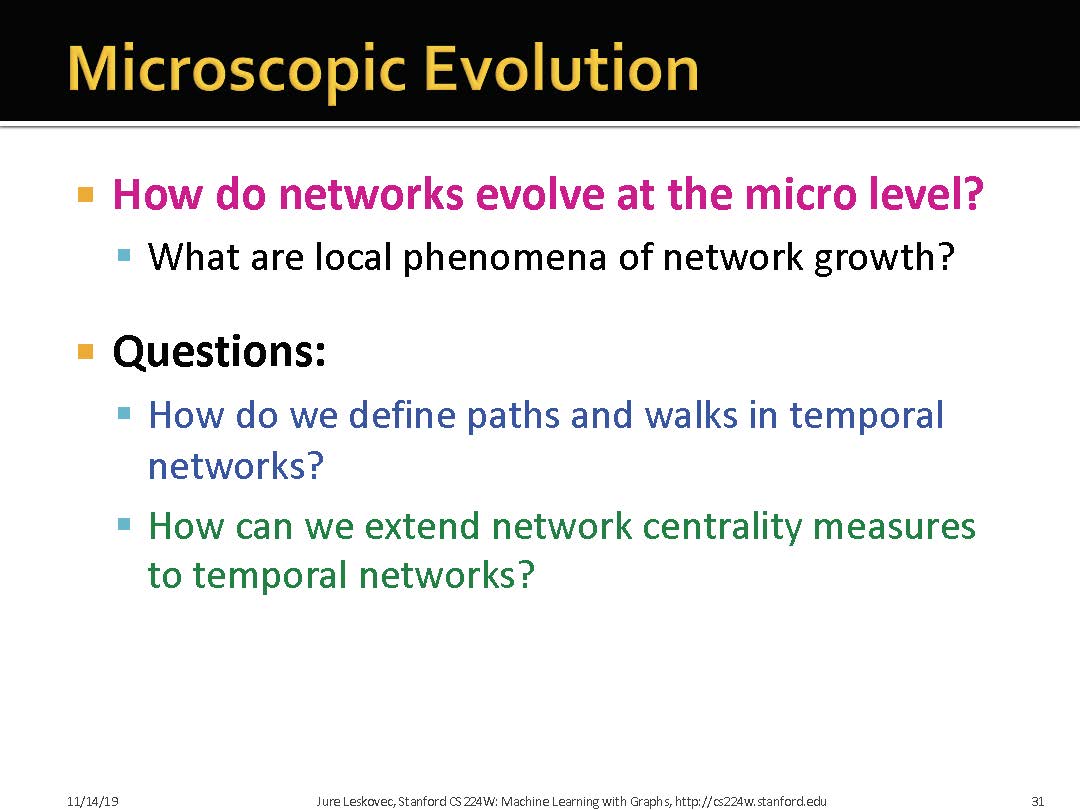 Microscopic Evolution
How do networks evolve at the micro level?
What are local phenomena of network growth?
Questions:
How do we define paths and walks in temporal
networks?
How can we extend network centrality measures
to temporal networks?
11/14/19
Jure Leskovec, Stanford CS224W: Machine Learning with Graphs, http://cs224w.stanford.edu
31